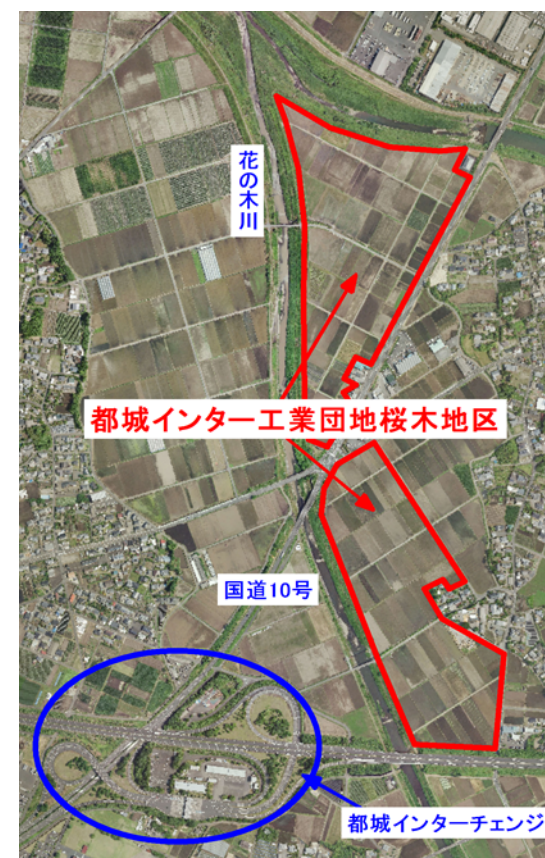 花の木川
都城インター工業団地桜木地区
国道10号
都城インターチェンジ